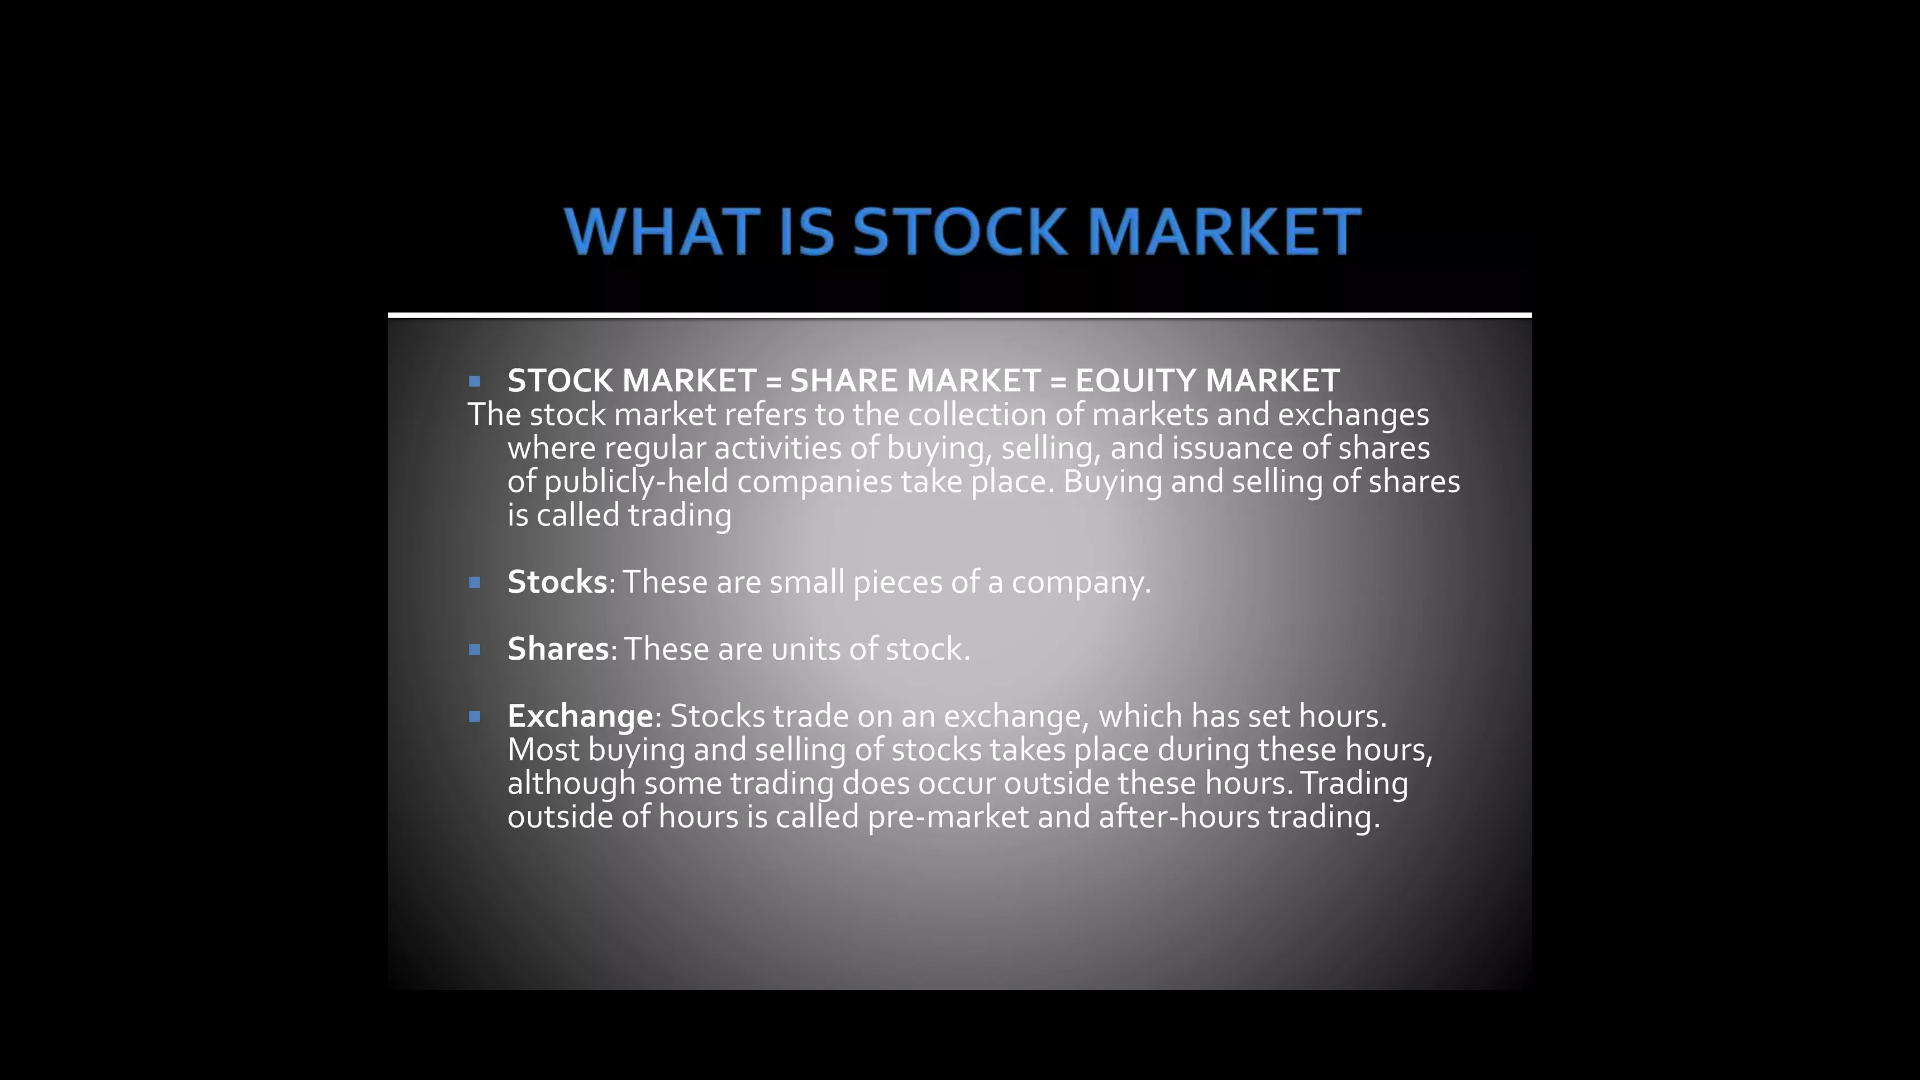 WHAT IS STOCK MARKET
▪ STOCK MARKET = SHARE MARKET = EQUITY MARKET
The stock market refers to the collection of markets and exchanges
where regular activities of buying, selling, and issuance of shares
of publicly-held companies take place. Buying and selling of shares
is called trading
▪ Stocks: These are small pieces of a company.
▪ Shares: These are units of stock.
▪ Exchange: Stocks trade on an exchange, which has set hours.
Most buying and selling of stocks takes place during these hours,
although some trading does occur outside these hours. Trading
outside of hours is called pre-market and after-hours trading.